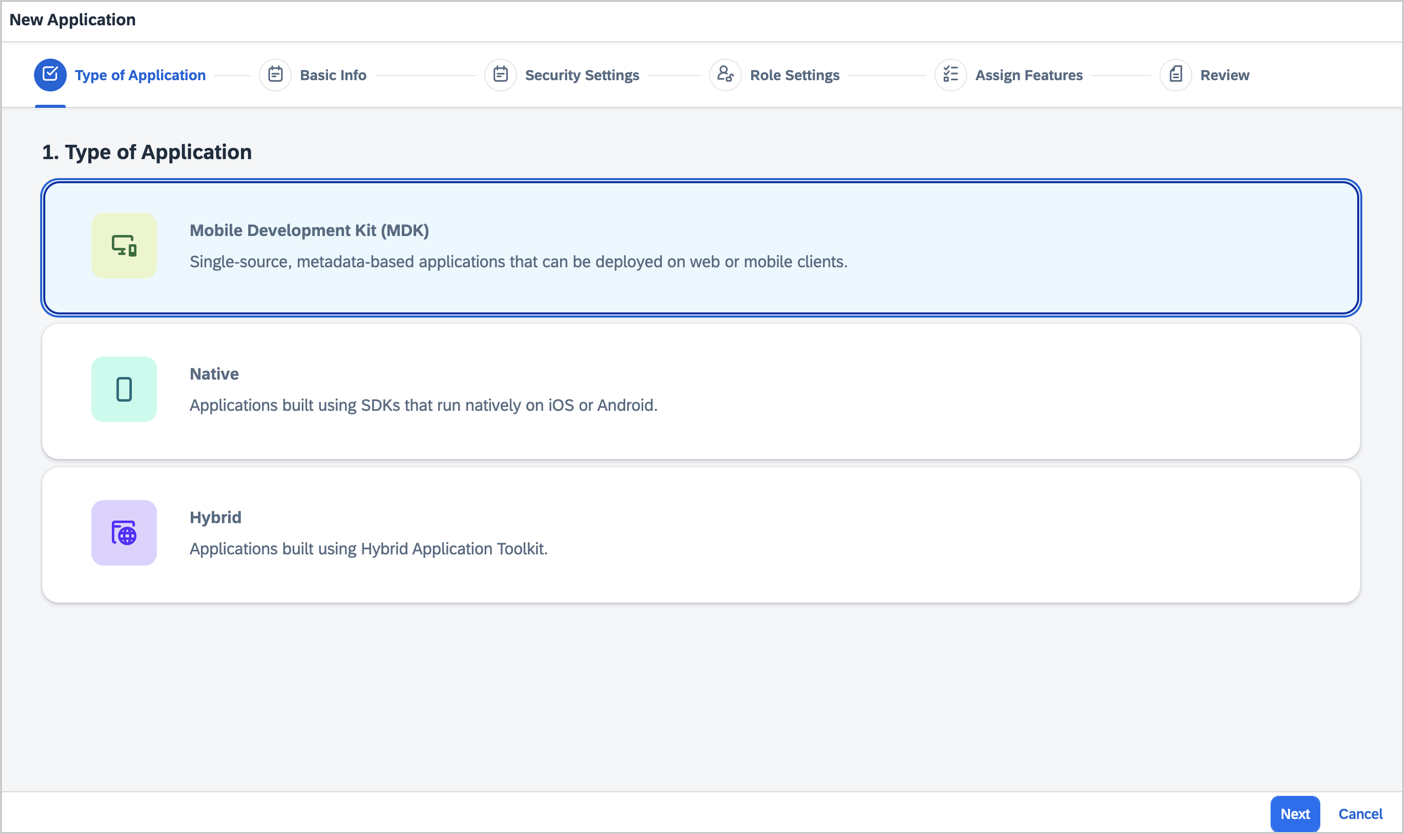 New Application
Type of Application
Basic Info
Security Settings
Role Settings
Assign Features
Review
1. Type of Application
Mobile Development Kit (MDK)
Single-source, metadata-based applications that can be deployed on web or mobile clients.
Native
Applications built using SDKs that run natively on iOS or Android.
Hybrid
Applications built using Hybrid Application Toolkit.
Next
Cancel